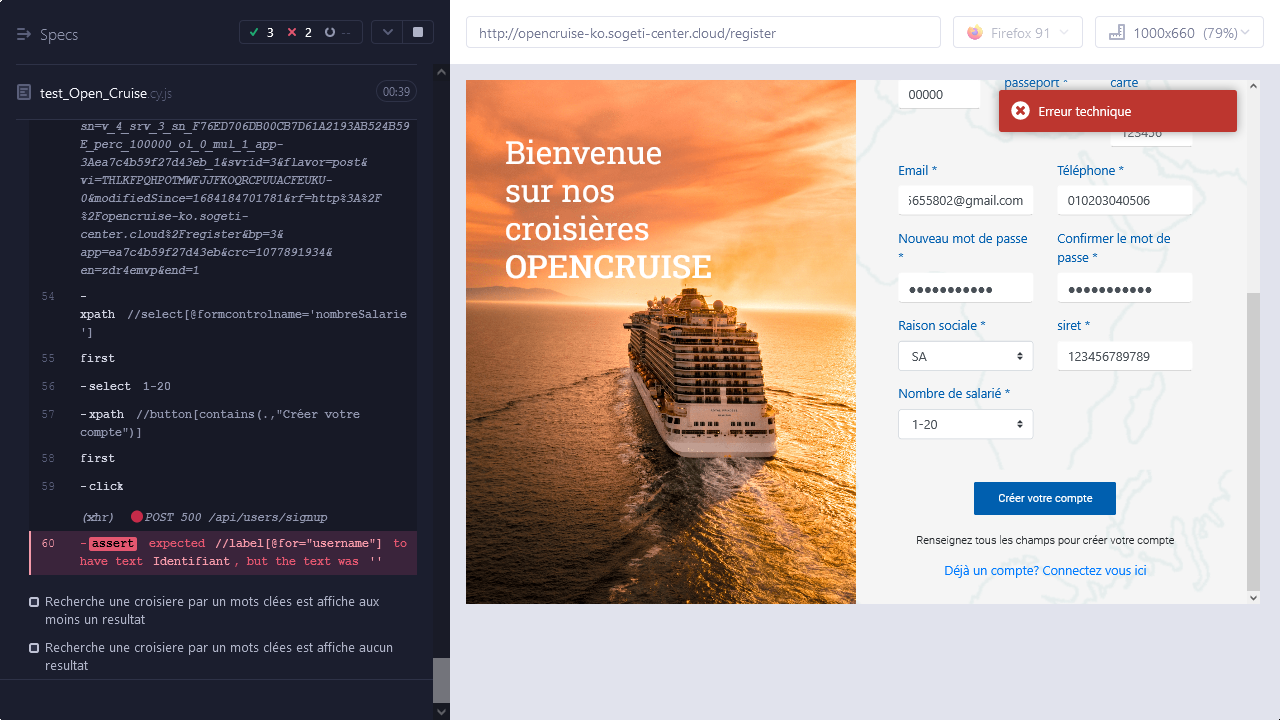 Specs
3
2
--
test_Open_Cruise.cy.js
00:39
sn=v_4_srv_3_sn_F76ED706DB00CB7D61A2193AB524B59
E_perc_100000_ol_0_mul_1_app-
3Aea7c4b59f27d43eb_1&svrid=3&flavor=post&
vi=THLKFPQHPOTMWFJJFKOQRCPUUACFEUKU-
0&modifiedSince=1684184701781&rf=http%3A%2F
%2Fopencruise-ko.sogeti-
center.cloud%2Fregister&bp=3&
app=ea7c4b59f27d43eb&crc=1077891934&
en=zdr4emvp&end=1
54 -
xpath //select[@formcontrolname='nombreSalarie
']
55 first
56 -select 1-20
57 -xpath //button[contains(.,"Créer votre
compte")]
58 first
59 -click
(xhr) POST 500 /api/users/signup
60 -assert expected //label[@for="username"] to
have text Identifiant, but the text was ''
Recherche une croisiere par un mots clées est affiche aux
moins un resultat
Recherche une croisiere par un mots clées est affiche aucun
resultat
http://opencruise-ko.sogeti-center.cloud/register
Firefox 91
1000x660 (79%)
Bienvenue
sur nos
croisières
OPENCRUISE
passeport *
carte
00000
Erreur technique
123456
Email *
Téléphone *
5655802@gmail.com
010203040506
Nouveau mot de passe
*
Confirmer le mot de
passe *
●●●●●●●●●●●
●●●●●●●●●●●
Raison sociale *
siret *
SA
123456789789
Nombre de salarié *
1-20
Créer votre compte
Renseignez tous les champs pour créer votre compte
Déjà un compte? Connectez vous ici